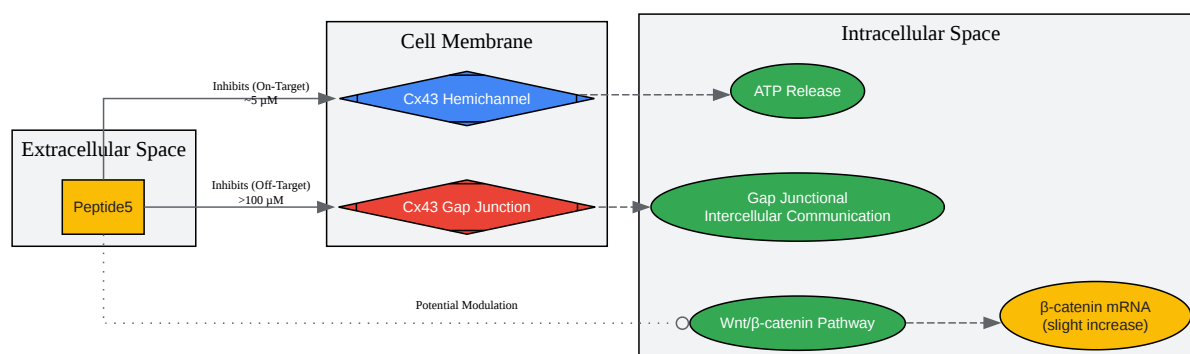 Cell Membrane
Intracellular Space
Inhibits (On-Target)
~5 µM
Cx43 Hemichannel
ATP Release
Extracellular Space
Peptide5
Inhibits (Off-Target)
>100 µM
Cx43 Gap Junction
Gap Junctional
Intercellular Communication
Potential Modulation
Wnt/β-catenin Pathway
β-catenin mRNA
(slight increase)